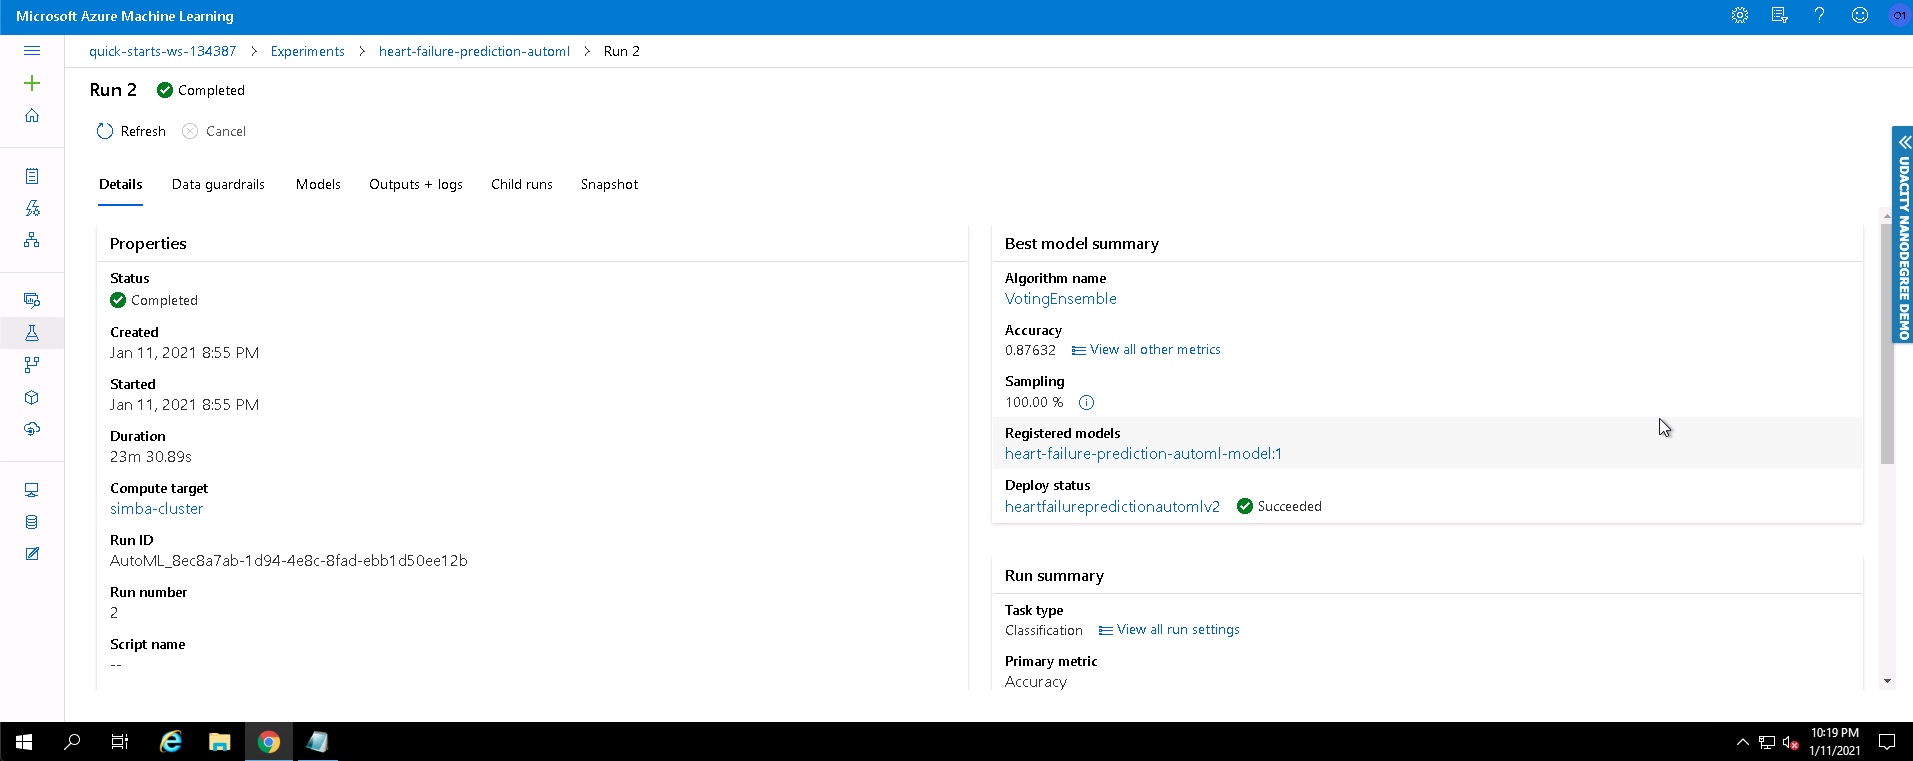 Microsoft Azure Machine Learning
O1
quick-starts-ws-134387 > Experiments > heart-failure-prediction-automl > Run 2
Run 2 Completed
Refresh Cancel
Details Data guardrails Models Outputs + logs Child runs Snapshot
Properties
Status
Completed
Created
Jan 11, 2021 8:55 PM
Started
Jan 11, 2021 8:55 PM
Duration
23m 30.89s
Compute target
simba-cluster
Run ID
AutoML_8ec8a7ab-1d94-4e8c-8fad-ebb1d50ee12b
Run number
2
Script name
--
Best model summary
Algorithm name
VotingEnsemble
Accuracy
0.87632 View all other metrics
Sampling
100.00 %
Registered models
heart-failure-prediction-automl-model:1
Deploy status
heartfailurepredictionautomlv2 Succeeded
Run summary
Task type
Classification View all run settings
Primary metric
Accuracy
UDACITY NANODEGREE DEMO
10:19 PM
1/11/2021